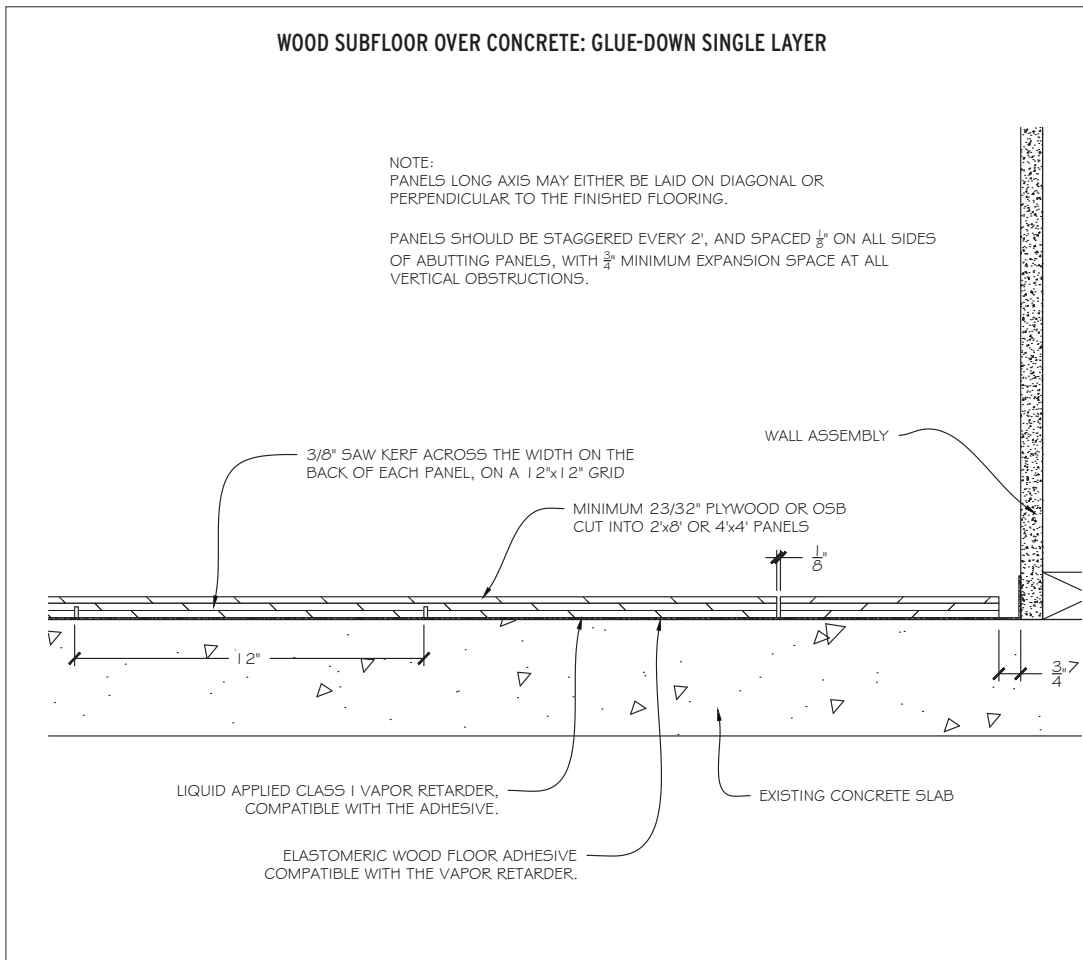 WOOD SUBFLOOR OVER CONCRETE: GLUE-DOWN SINGLE LAYER
NOTE:
PANELS LONG AXIS MAY EITHER BE LAID ON DIAGONAL OR
PERPENDICULAR TO THE FINISHED FLOORING.
PANELS SHOULD BE STAGGERED EVERY 2', AND SPACED 1/8" ON ALL SIDES
OF ABUTTING PANELS, WITH 3/4" MINIMUM EXPANSION SPACE AT ALL
VERTICAL OBSTRUCTIONS.
WALL ASSEMBLY
3/8" SAW KERF ACROSS THE WIDTH ON THE
BACK OF EACH PANEL, ON A 12"x12" GRID
MINIMUM 23/32" PLYWOOD OR OSB
CUT INTO 2'x8' OR 4'x4' PANELS
1/8"
12"
3/4"
LIQUID APPLIED CLASS I VAPOR RETARDER,
COMPATIBLE WITH THE ADHESIVE.
EXISTING CONCRETE SLAB
ELASTOMERIC WOOD FLOOR ADHESIVE
COMPATIBLE WITH THE VAPOR RETARDER.